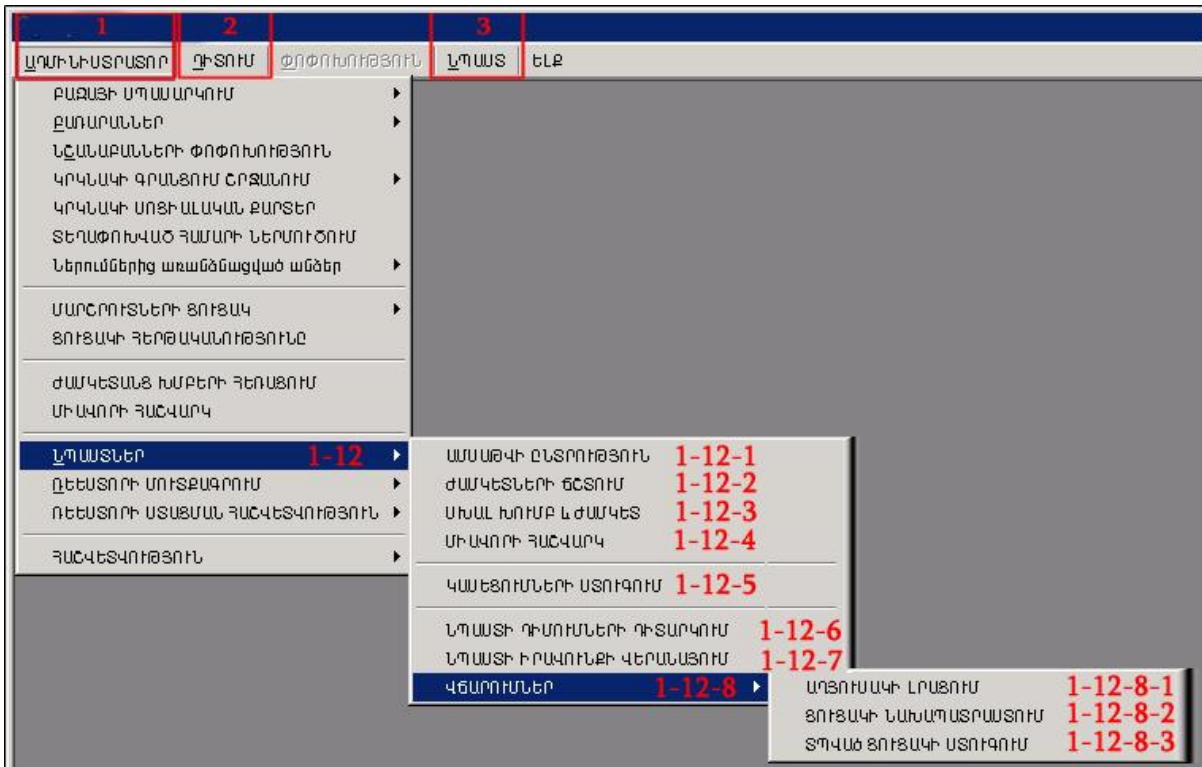 1 2 3
ԱԴՄԻՆԻՍՏՐԱՏՈՐ ԴԻՏՈՒՄ ՓՈՓՈԽՈՒԹՅՈՒՆ ՆՊԱՍՏ ԵԼՔ
ԲԱԶԱՅԻ ՍՊԱՍԱՐԿՈՒՄ
ԲԱՌԱՐԱՆՆԵՐ
ՆՇԱՆԱԲԱՆՆԵՐԻ ՓՈՓՈԽՈՒԹՅՈՒՆ
ԿՐԿՆԱԿԻ ԳՐԱՆՑՈՒՄ ՇՐՋԱՆՈՒՄ
ԿՐԿՆԱԿԻ ՍՈՑԻԱԼԱԿԱՆ ՔԱՐՏԵՐ
ՏԵՂԱՓՈԽՎԱԾ ՀԱՄԱՐԻ ՆԵՐՄՈՒԾՈՒՄ
Ներումներից առանձնացված անձեր
ՄԱՐՇՐՈՒՏՆԵՐԻ ՑՈՒՑԱԿ
ՑՈՒՑԱԿԻ ՀԵՐԹԱԿԱՆՈՒԹՅՈՒՆԸ
ԺԱՄԿԵՏԱՆՑ ԽՄԲԵՐԻ ՀԵՌԱՑՈՒՄ
ՄԻԱՎՈՐԻ ՀԱՇՎԱՐԿ
ՆՊԱՍՏՆԵՐ 1-12
ՌԵԵՍՏՐԻ ՄՈՒՏՔԱԳՐՈՒՄ
ՌԵԵՍՏՐԻ ՍՏԱՑՄԱՆ ՀԱՇՎԵՏՎՈՒԹՅՈՒՆ
ՀԱՇՎԵՏՎՈՒԹՅՈՒՆ
ԱՄՍԱԹՎԻ ԸՆՏՐՈՒԹՅՈՒՆ 1-12-1
ԺԱՄԿԵՏՆԵՐԻ ՃՇՏՈՒՄ 1-12-2
ՍԽԱԼ ԽՈՒՄԲ և ԺԱՄԿԵՏ 1-12-3
ՄԻԱՎՈՐԻ ՀԱՇՎԱՐԿ 1-12-4
ԿԱՍԵՑՈՒՄՆԵՐԻ ՍՏՈՒԳՈՒՄ 1-12-5
ՆՊԱՍՏԻ ԴԻՄՈՒՄՆԵՐԻ ԴԻՏԱՐԿՈՒՄ 1-12-6
ՆՊԱՍՏԻ ԻՐԱՎՈՒՆՔԻ ՎԵՐԱՆԱՅՈՒՄ 1-12-7
ՎՃԱՐՈՒՄՆԵՐ 1-12-8
ԱՂՅՈՒՍԱԿԻ ԼՐԱՑՈՒՄ 1-12-8-1
ՑՈՒՑԱԿԻ ՆԱԽԱՊԱՏՐԱՍՏՈՒՄ 1-12-8-2
ՏՊՎԱԾ ՑՈՒՑԱԿԻ ՍՏՈՒԳՈՒՄ 1-12-8-3